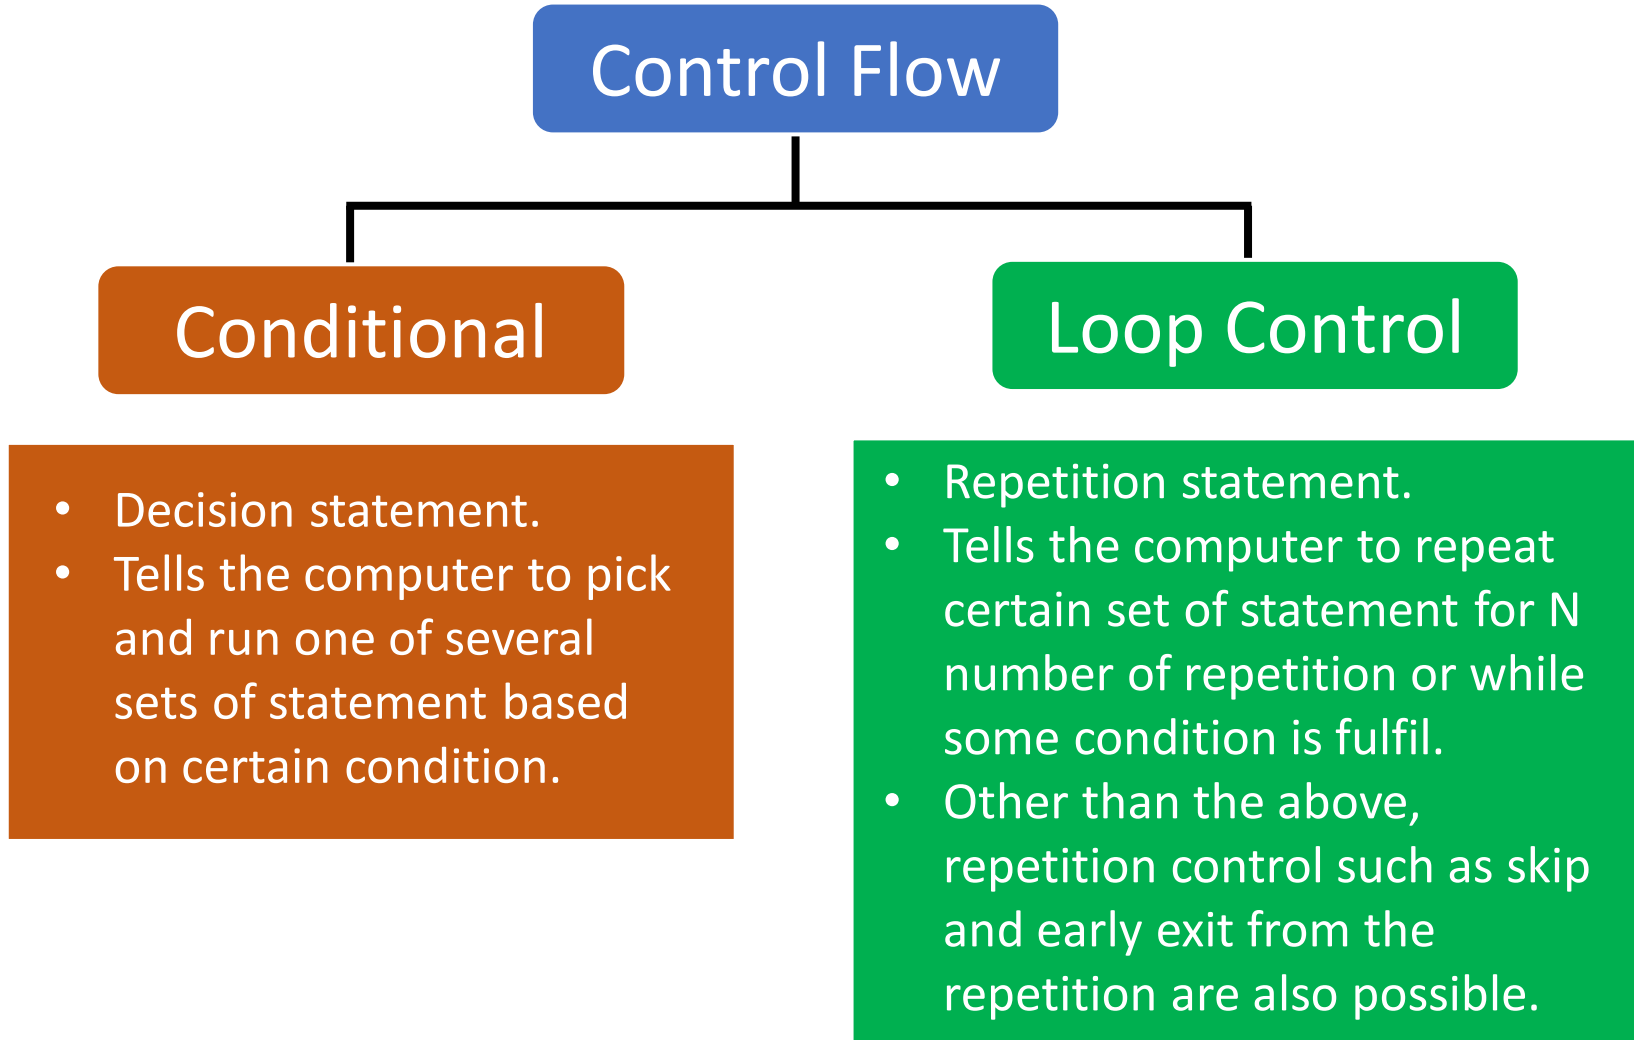 Control Flow
Conditional
Loop Control
• Decision statement.
• Tells the computer to pick
and run one of several
sets of statement based
on certain condition.
• Repetition statement.
• Tells the computer to repeat
certain set of statement for N
number of repetition or while
some condition is fulfil.
• Other than the above,
repetition control such as skip
and early exit from the
repetition are also possible.